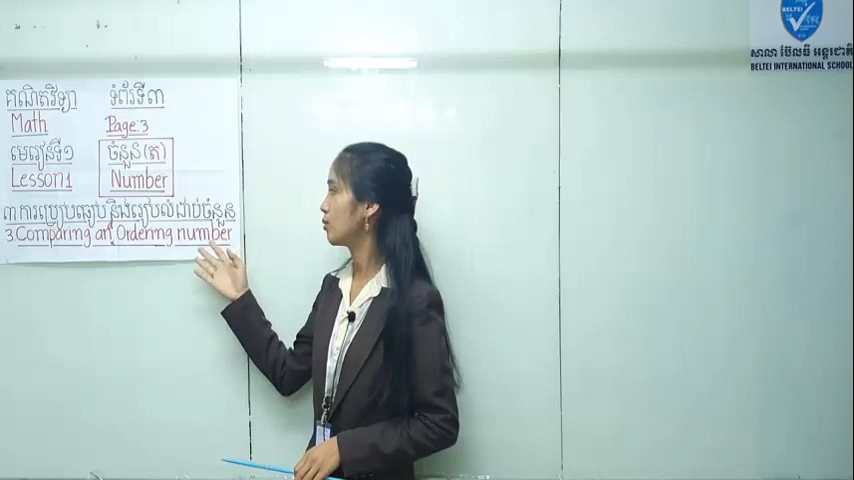 គណិតវិទ្យា ទំព័រទី៣
Math Page:3
មេរៀនទី១ ចំនួន(ត)
Lesson1 Number
៣.ការប្រៀបធៀបនិងរៀបលំដាប់ចំនួន
3.Comparing and Ordering number
BELTEI
សាលា ប៊ែលធី អន្តរជាតិ
BELTEI INTERNATIONAL SCHOOL